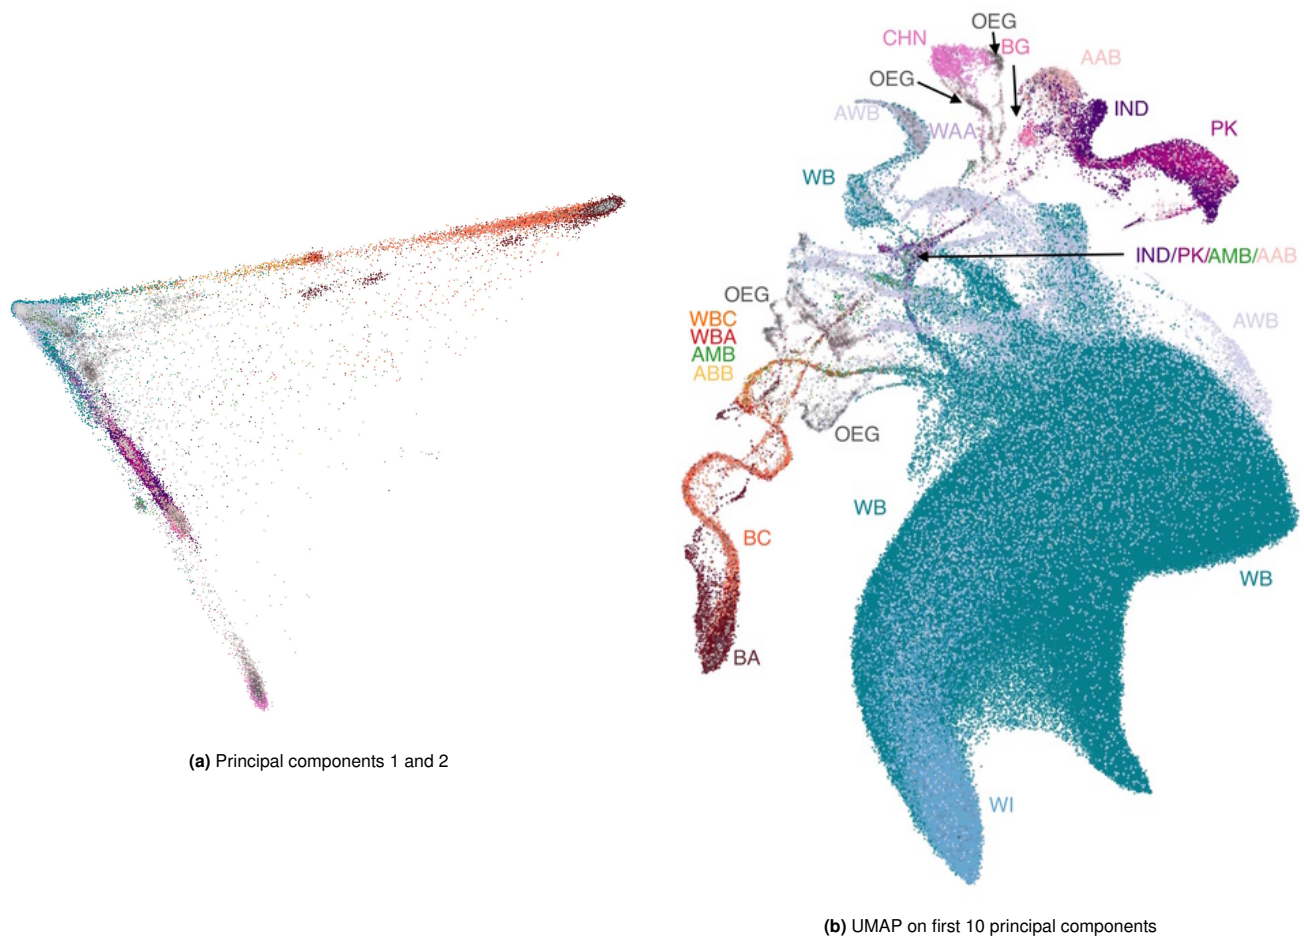 OEG
CHN
BG
AAB
OEG
AWB
WAA
IND
PK
WB
IND/PK/AMB/AAB
OEG
WBC
WBA
AMB
ABB
AWB
OEG
WB
BC
WB
BA
WI
(a) Principal components 1 and 2
(b) UMAP on first 10 principal components